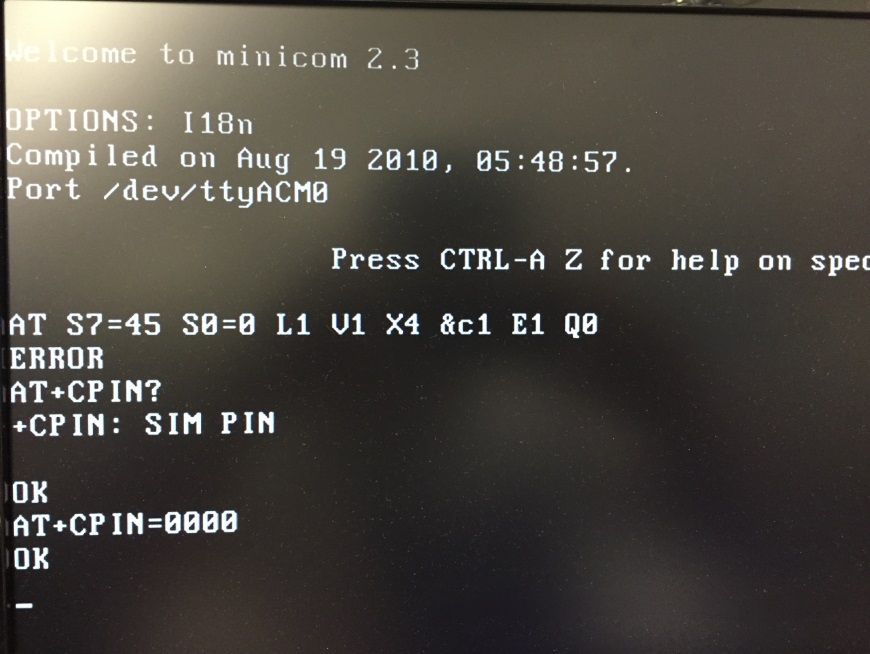 Welcome to minicom 2.3
OPTIONS: I18n
Compiled on Aug 19 2010, 05:48:57.
Port /dev/ttyACM0
Press CTRL-A Z for help on spec
AT S7=45 S0=0 L1 V1 X4 &c1 E1 Q0
ERROR
AT+CPIN?
+CPIN: SIM PIN
OK
AT+CPIN=0000
OK